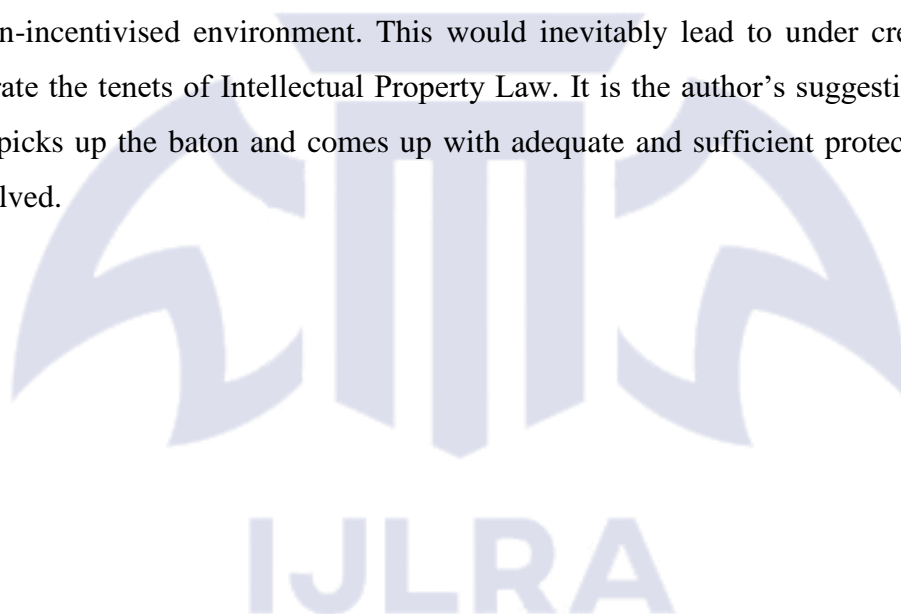 n-incentivised environment. This would inevitably lead to under cre
rate the tenets of Intellectual Property Law. It is the author's suggesti
picks up the baton and comes up with adequate and sufficient protec
lved.
IJLRA